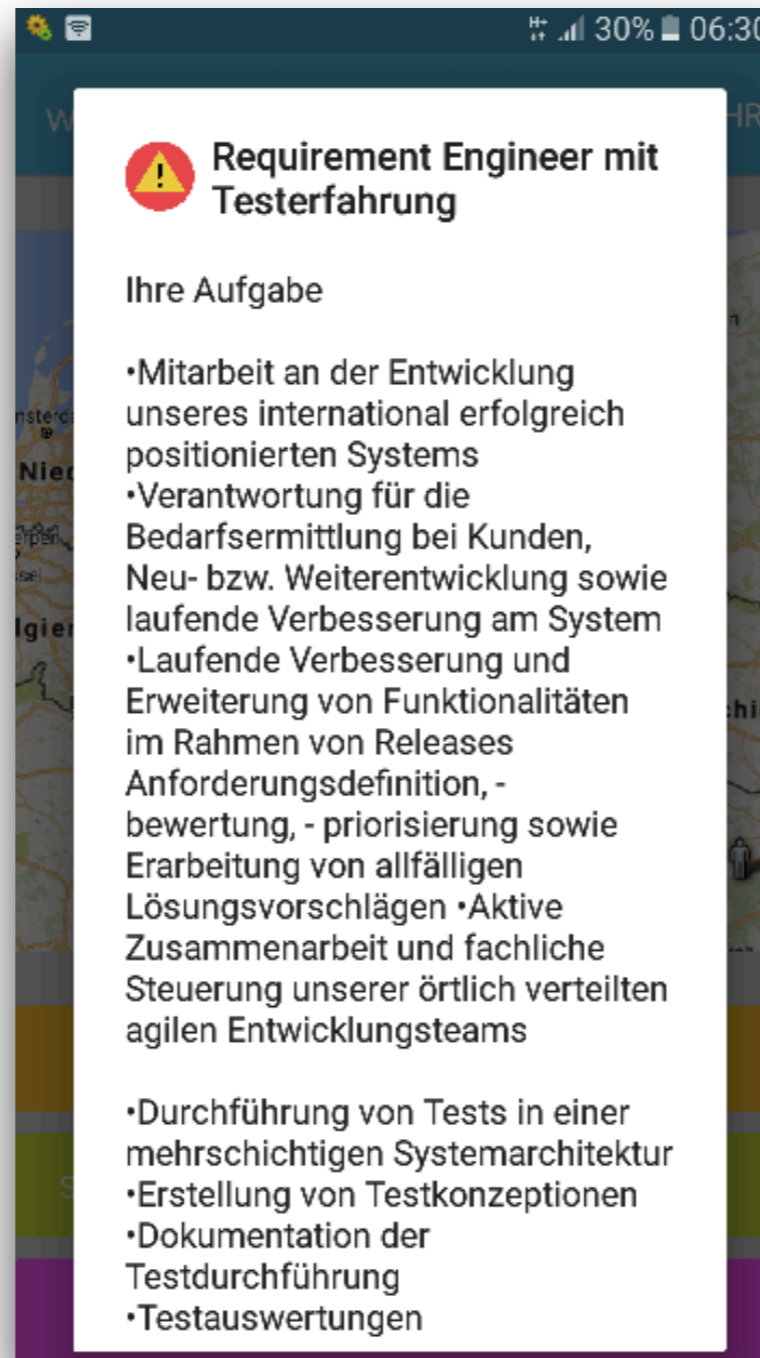 30% 06:30
Requirement Engineer mit
Testerfahrung
Ihre Aufgabe
•Mitarbeit an der Entwicklung
unseres international erfolgreich
positionierten Systems
•Verantwortung für die
Bedarfsermittlung bei Kunden,
Neu- bzw. Weiterentwicklung sowie
laufende Verbesserung am System
•Laufende Verbesserung und
Erweiterung von Funktionalitäten
im Rahmen von Releases
Anforderungsdefinition, -
bewertung, - priorisierung sowie
Erarbeitung von allfälligen
Lösungsvorschlägen •Aktive
Zusammenarbeit und fachliche
Steuerung unserer örtlich verteilten
agilen Entwicklungsteams
•Durchführung von Tests in einer
mehrschichtigen Systemarchitektur
•Erstellung von Testkonzeptionen
•Dokumentation der
Testdurchführung
•Testauswertungen